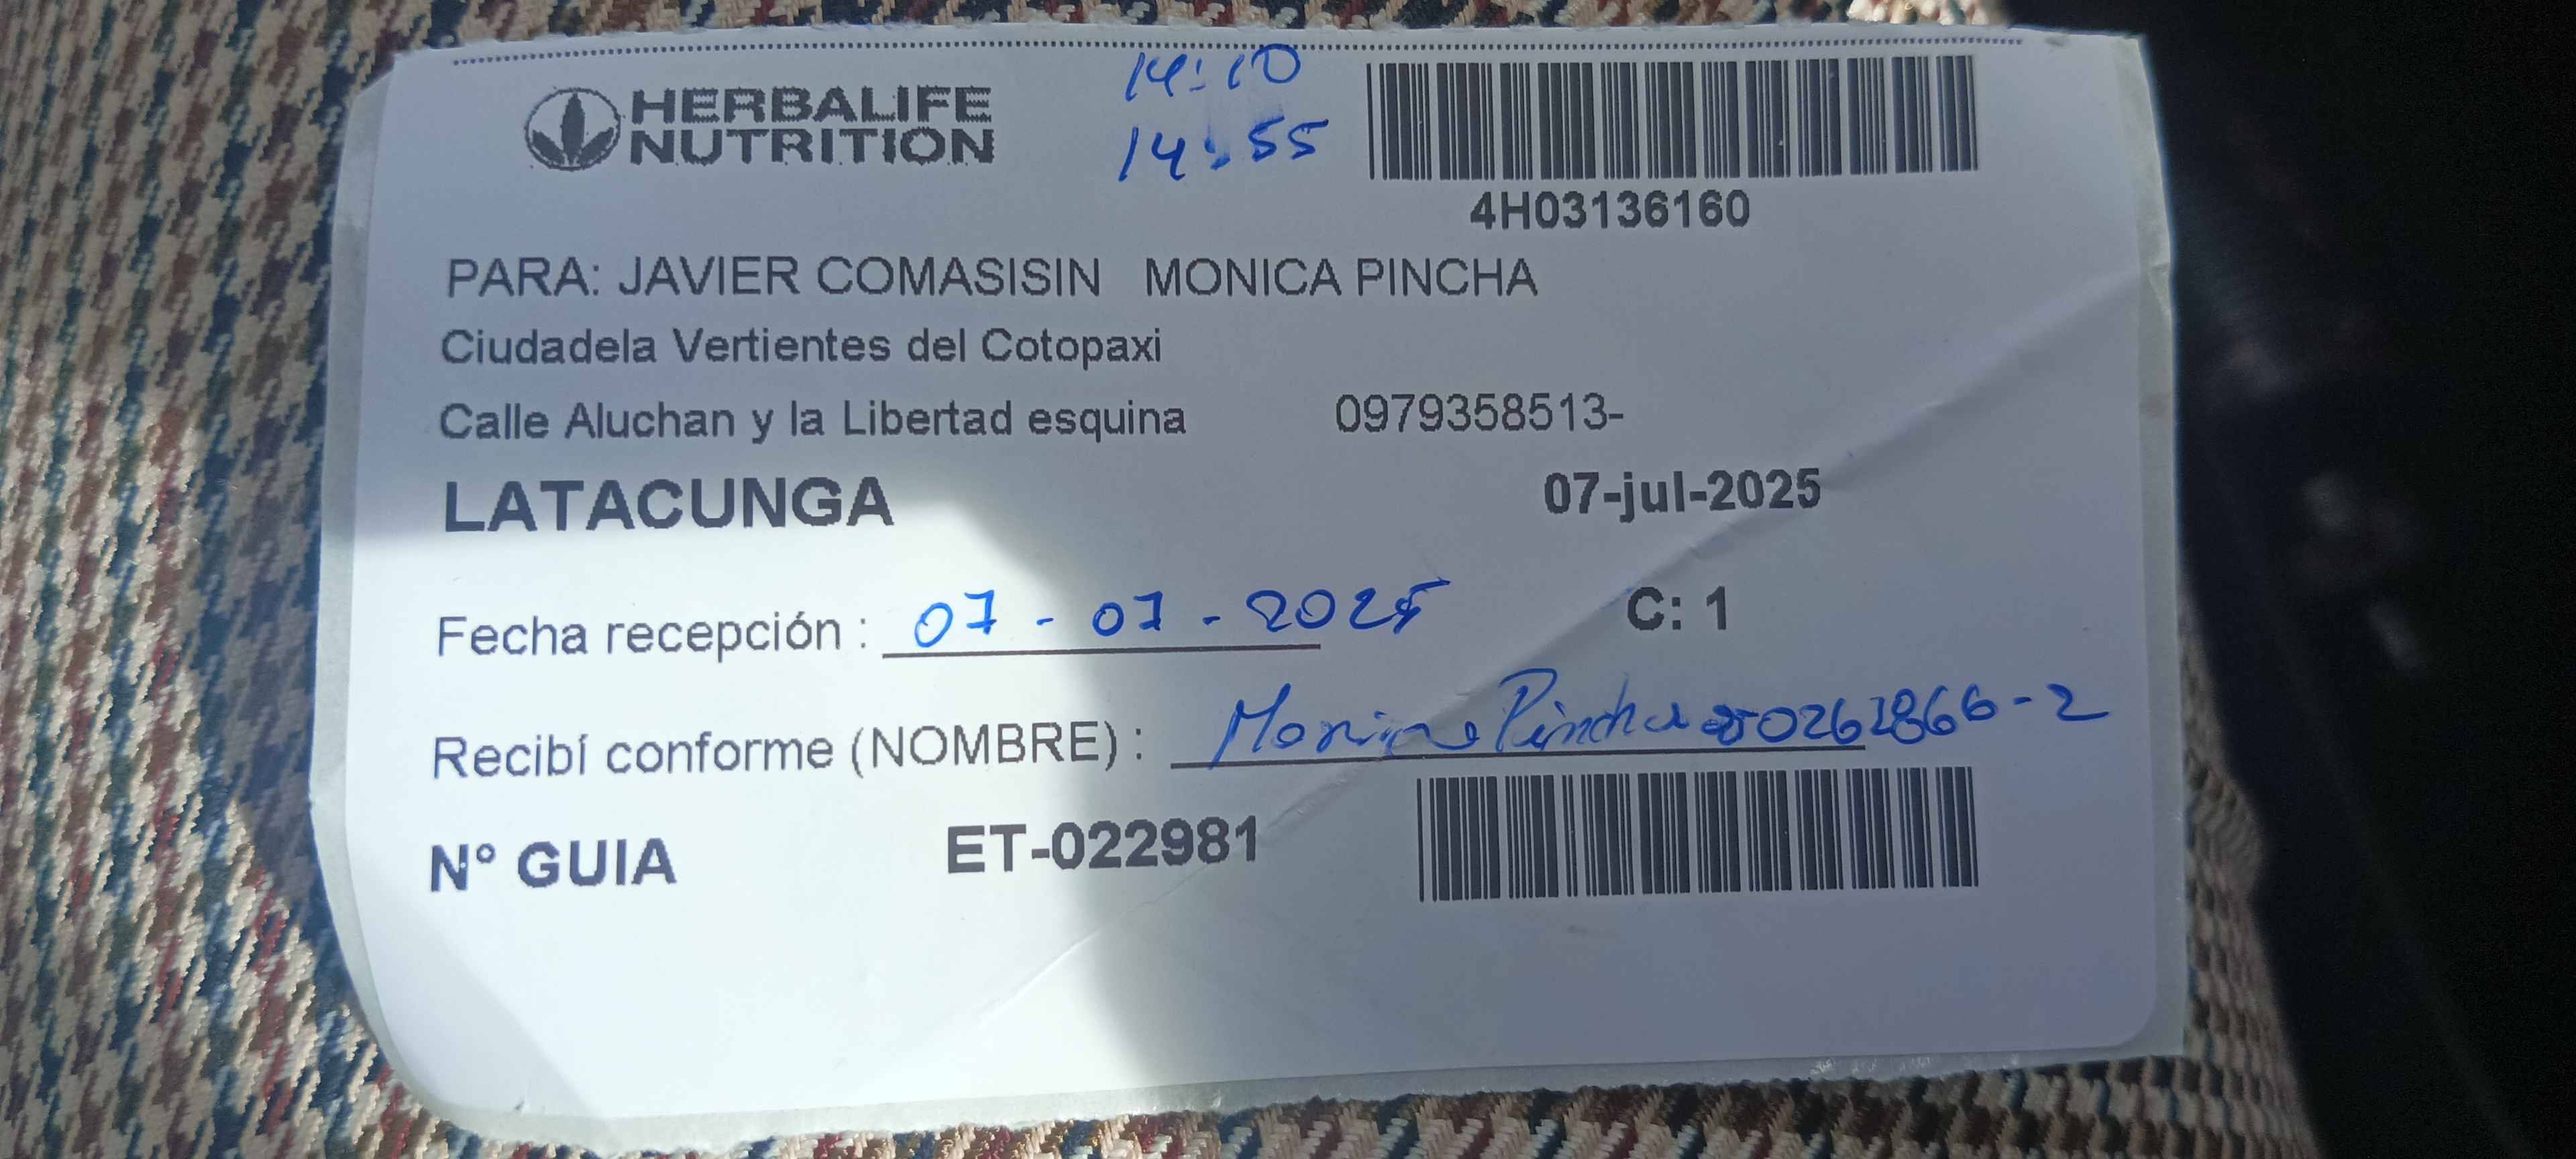 HERBALIFE
NUTRITION
14:10
14:55
4H03136160
PARA: JAVIER COMASISIN MONICA PINCHA
Ciudadela Vertientes del Cotopaxi
Calle Aluchan y la Libertad esquina 0979358513-
LATACUNGA 07-jul-2025
Fecha recepción : 07-07-2025 C: 1
Recibí conforme (NOMBRE) : Monica Pincha
N° GUIA ET-022981